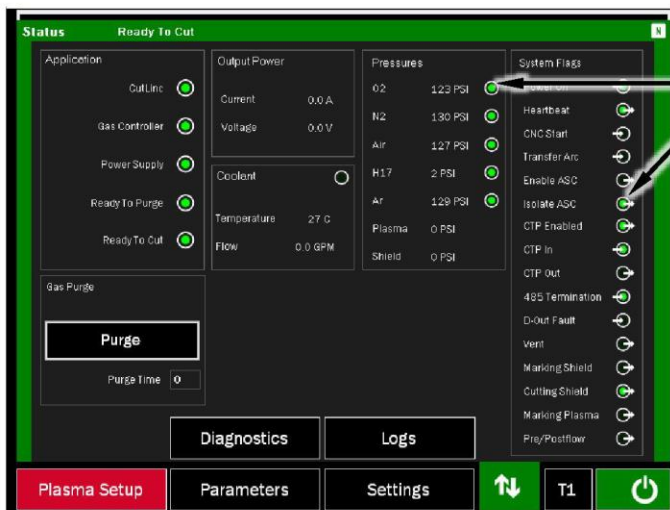 Status Ready To Cut N
Application
CutLinc
Gas Controller
Power Supply
Ready To Purge
Ready To Cut
Gas Purge
Purge
Purge Time 0
Output Power
Current 0.0 A
Voltage 0.0 V
Coolant
Temperature 27 C
Flow 0.0 GPM
Pressures
O2 123 PSI
N2 130 PSI
Air 127 PSI
H17 2 PSI
Ar 129 PSI
Plasma 0 PSI
Shield 0 PSI
System Flags
Power On
Heartbeat
CNC Start
Transfer Arc
Enable ASC
Isolate ASC
CTP Enabled
CTP In
CTP Out
485 Termination
D-Out Fault
Vent
Marking Shield
Cutting Shield
Marking Plasma
Pre/Postflow
Diagnostics Logs
Plasma Setup Parameters Settings T1